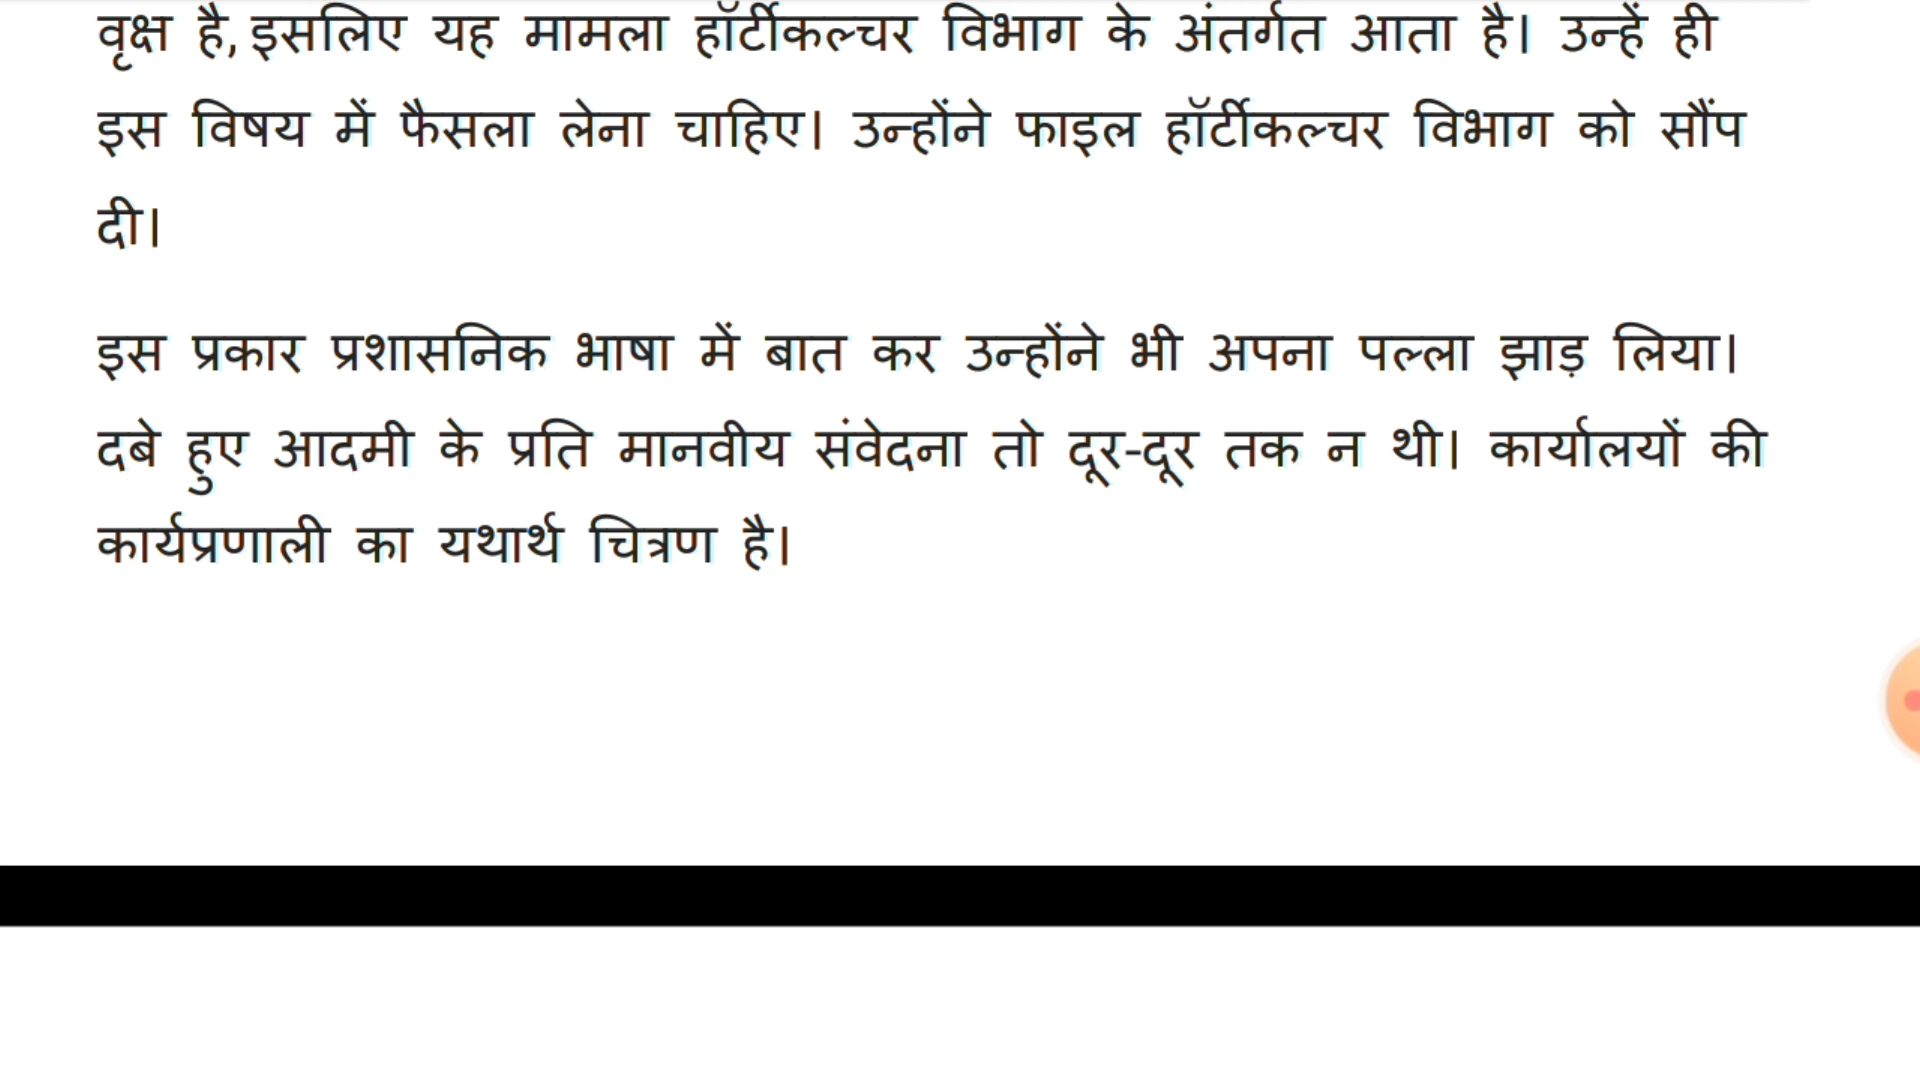 वृक्ष है, इसलिए यह मामला हॉर्टीकल्चर विभाग के अंतर्गत आता है। उन्हें ही
इस विषय में फैसला लेना चाहिए। उन्होंने फाइल हॉर्टीकल्चर विभाग को सौंप
दी।
इस प्रकार प्रशासनिक भाषा में बात कर उन्होंने भी अपना पल्ला झाड़ लिया।
दबे हुए आदमी के प्रति मानवीय संवेदना तो दूर-दूर तक न थी। कार्यालयों की
कार्यप्रणाली का यथार्थ चित्रण है।